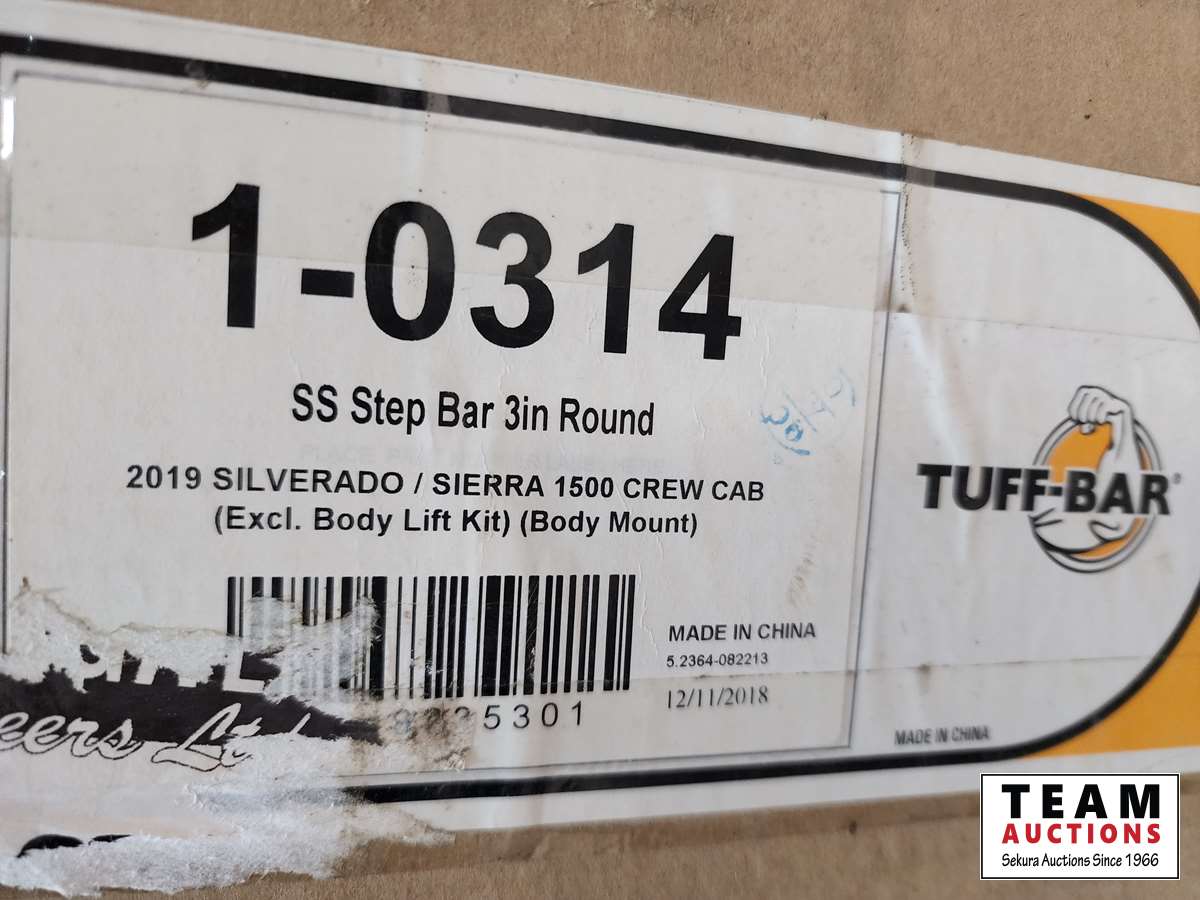 1-0314
SS Step Bar 3in Round
2019 SILVERADO / SIERRA 1500 CREW CAB
(Excl. Body Lift Kit) (Body Mount)
5301
MADE IN CHINA
5.2364-082213
12/11/2018
TUFF-BAR®
MADE IN CHINA
TEAM
AUCTIONS
Sekura Auctions Since 1966